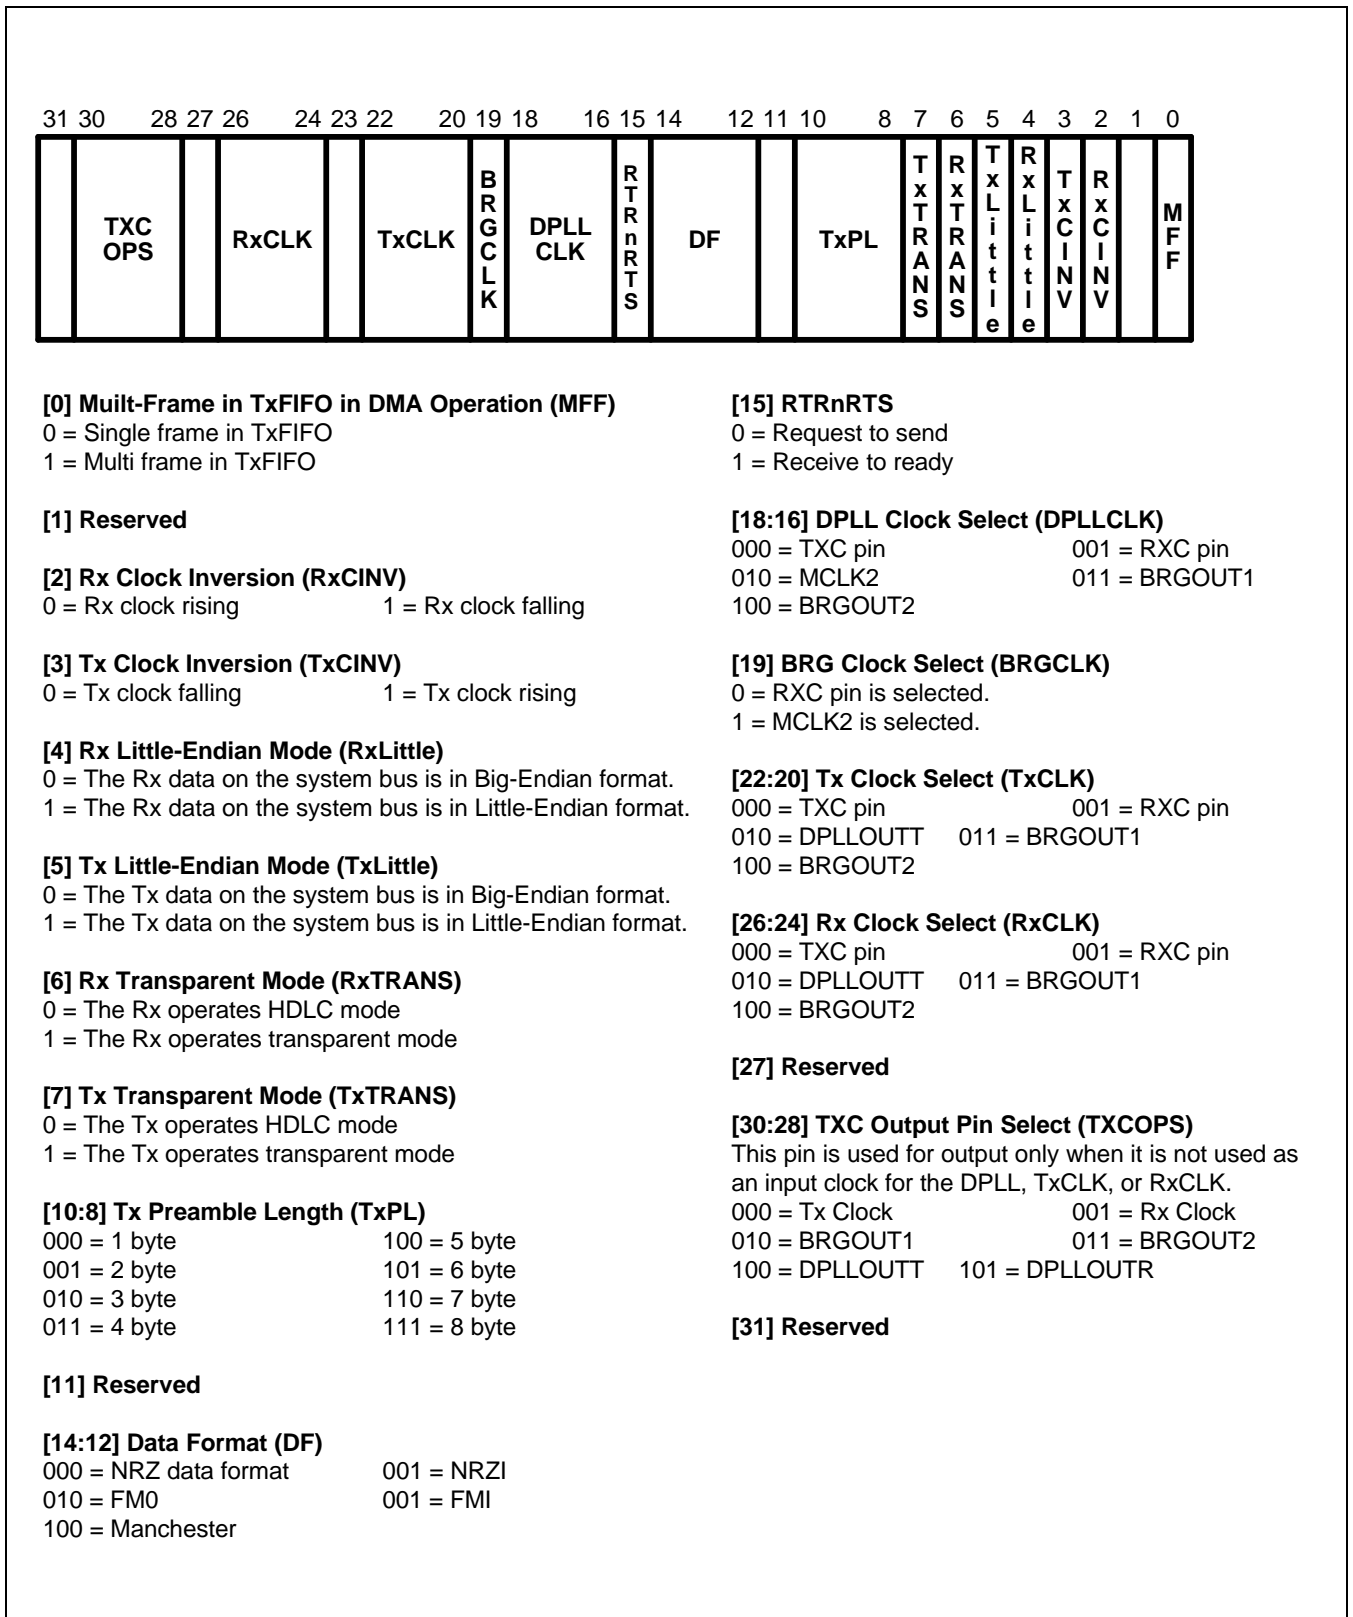 31 30 28 27 26 24 23 22 20 19 18 16 15 14 12 11 10 8 7 6 5 4 3 2 1 0
TXC OPS
RxCLK
TxCLK
BRGCLK
DPLL CLK
RTRnRTS
DF
TxPL
TxTRANS
RxTRANS
TxLittle
RxLittle
TxCINV
RxCINV
MFF
[0] Muilt-Frame in TxFIFO in DMA Operation (MFF)
0 = Single frame in TxFIFO
1 = Multi frame in TxFIFO
[1] Reserved
[2] Rx Clock Inversion (RxCINV)
0 = Rx clock rising 1 = Rx clock falling
[3] Tx Clock Inversion (TxCINV)
0 = Tx clock falling 1 = Tx clock rising
[4] Rx Little-Endian Mode (RxLittle)
0 = The Rx data on the system bus is in Big-Endian format.
1 = The Rx data on the system bus is in Little-Endian format.
[5] Tx Little-Endian Mode (TxLittle)
0 = The Tx data on the system bus is in Big-Endian format.
1 = The Tx data on the system bus is in Little-Endian format.
[6] Rx Transparent Mode (RxTRANS)
0 = The Rx operates HDLC mode
1 = The Rx operates transparent mode
[7] Tx Transparent Mode (TxTRANS)
0 = The Tx operates HDLC mode
1 = The Tx operates transparent mode
[10:8] Tx Preamble Length (TxPL)
000 = 1 byte 100 = 5 byte
001 = 2 byte 101 = 6 byte
010 = 3 byte 110 = 7 byte
011 = 4 byte 111 = 8 byte
[11] Reserved
[14:12] Data Format (DF)
000 = NRZ data format 001 = NRZI
010 = FM0 001 = FMI
100 = Manchester
[15] RTRnRTS
0 = Request to send
1 = Receive to ready
[18:16] DPLL Clock Select (DPLLCLK)
000 = TXC pin 001 = RXC pin
010 = MCLK2 011 = BRGOUT1
100 = BRGOUT2
[19] BRG Clock Select (BRGCLK)
0 = RXC pin is selected.
1 = MCLK2 is selected.
[22:20] Tx Clock Select (TxCLK)
000 = TXC pin 001 = RXC pin
010 = DPLLOUTT 011 = BRGOUT1
100 = BRGOUT2
[26:24] Rx Clock Select (RxCLK)
000 = TXC pin 001 = RXC pin
010 = DPLLOUTT 011 = BRGOUT1
100 = BRGOUT2
[27] Reserved
[30:28] TXC Output Pin Select (TXCOPS)
This pin is used for output only when it is not used as
an input clock for the DPLL, TxCLK, or RxCLK.
000 = Tx Clock 001 = Rx Clock
010 = BRGOUT1 011 = BRGOUT2
100 = DPLLOUTT 101 = DPLLOUTR
[31] Reserved